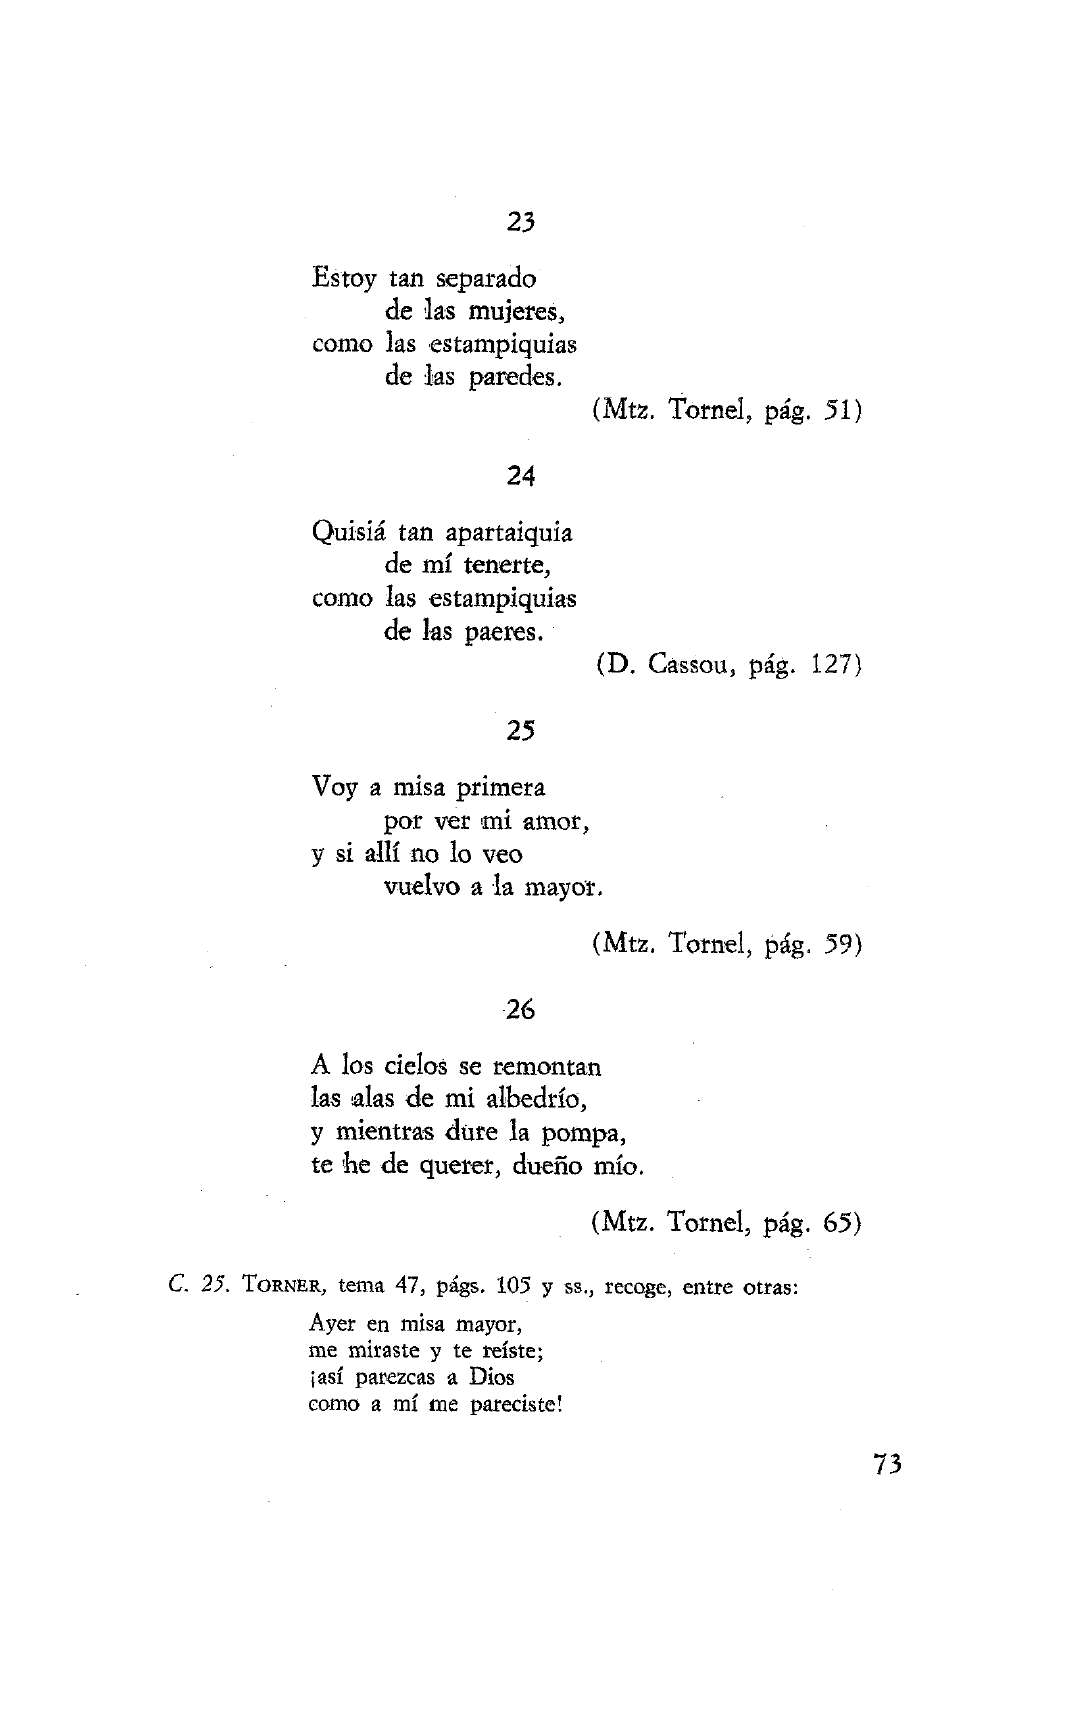 23
Estoy tan separado
de las mujeres,
como las estampiquias
de las paredes.
(Mtz. Tornel, pág. 51)
24
Quisiá tan apartaiquia
de mí tenerte,
como las estampiquias
de las paeres.
(D. Cassou, pág. 127)
25
Voy a misa primera
por ver mi amor,
y si allí no lo veo
vuelvo a la mayor.
(Mtz. Tornel, pág. 59)
26
A los cielos se remontan
las alas de mi albedrío,
y mientras dure la pompa,
te he de querer, dueño mío.
(Mtz. Tornel, pág. 65)
C. 25. TORNER, tema 47, págs. 105 y ss., recoge, entre otras:
Ayer en misa mayor,
me miraste y te reíste;
¡así parezcas a Dios
como a mí me pareciste!
73